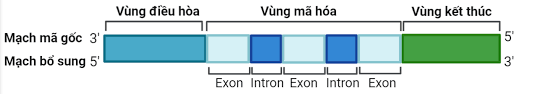 Vùng điều hòa Vùng mã hóa Vùng kết thúc
Mạch mã gốc 3' 5'
Mạch bổ sung 5' 3'
Exon Intron Exon Intron Exon